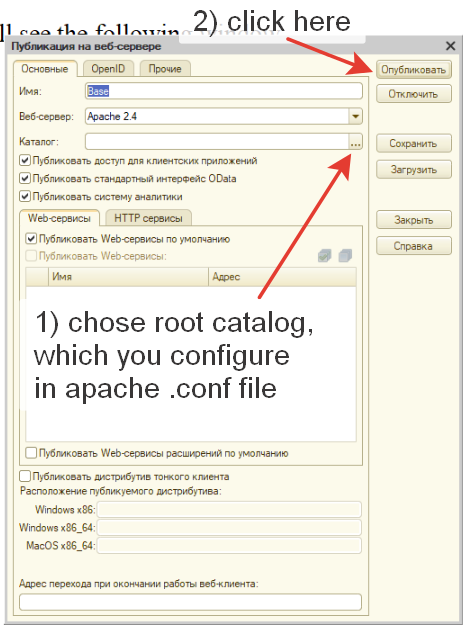 ll see the following
2) click here
Публикация на веб-сервере
Основные OpenID Прочие
Опубликовать
Имя: Base
Отключить
Веб-сервер: Apache 2.4
Каталог: ...
Сохранить
Публиковать доступ для клиентских приложений
Загрузить
Публиковать стандартный интерфейс OData
Публиковать систему аналитики
Web-сервисы HTTP сервисы
Закрыть
Публиковать Web-сервисы по умолчанию
Справка
Публиковать Web-сервисы:
Имя Адрес
1) chose root catalog,
which you configure
in apache .conf file
Публиковать Web-сервисы расширений по умолчанию
Публиковать дистрибутив тонкого клиента
Расположение публикуемого дистрибутива:
Windows x86:
Windows x86_64:
MacOS x86_64:
Адрес перехода при окончании работы веб-клиента: